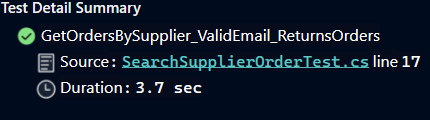 Test Detail Summary
GetOrdersBySupplier_ValidEmail_ReturnsOrders
Source: SearchSupplierOrderTest.cs line 17
Duration: 3.7 sec